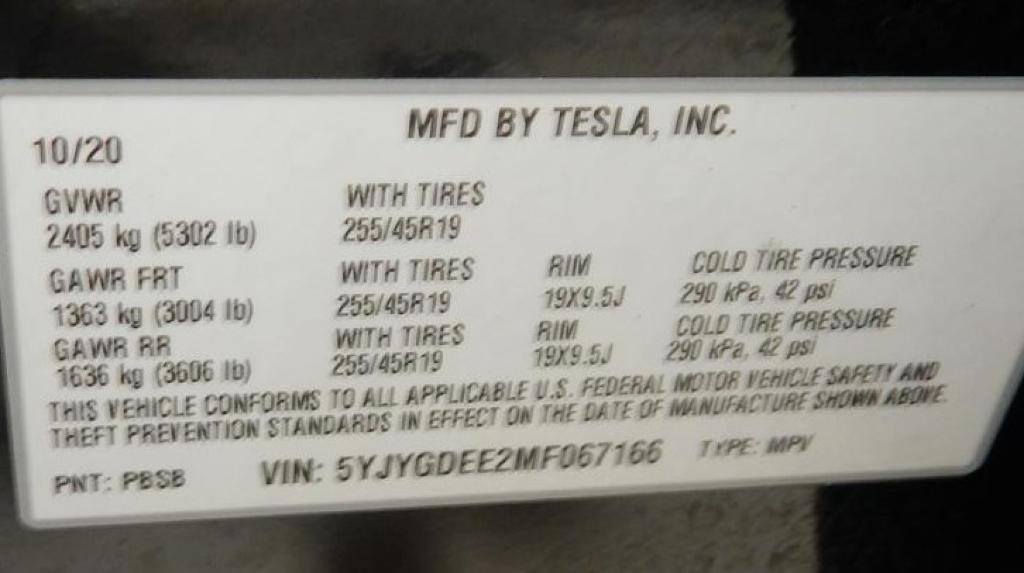 MFD BY TESLA, INC.
10/20
GVWR WITH TIRES
2405 kg (5302 lb) 255/45R19
GAWR FRT WITH TIRES RIM COLD TIRE PRESSURE
1363 kg (3004 lb) 255/45R19 19X9.5J 290 kPa, 42 psi
GAWR RR WITH TIRES RIM COLD TIRE PRESSURE
1636 kg (3606 lb) 255/45R19 19X9.5J 290 kPa, 42 psi
THIS VEHICLE CONFORMS TO ALL APPLICABLE U.S. FEDERAL MOTOR VEHICLE SAFETY AND
THEFT PREVENTION STANDARDS IN EFFECT ON THE DATE OF MANUFACTURE SHOWN ABOVE.
PNT: PBSB VIN: 5YJYGDEE2MF067166 TYPE: MPV